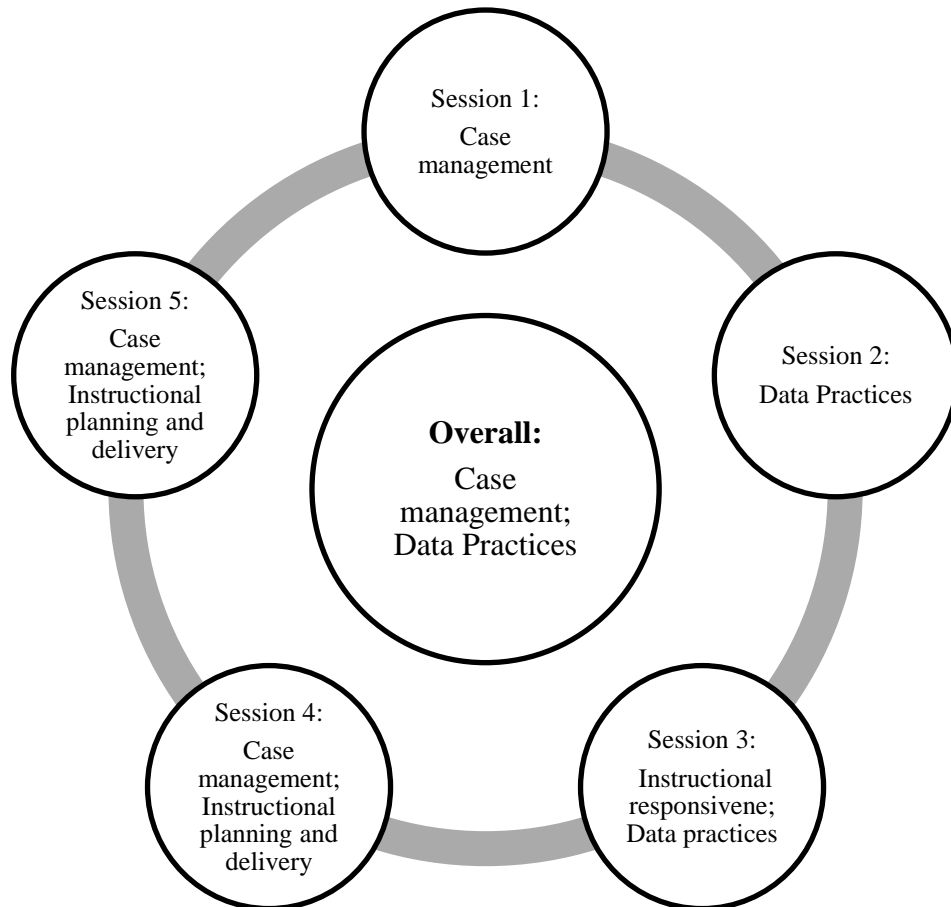 Session 1:
Case
management
Session 2:
Data Practices
Session 3:
Instructional
responsivene;
Data practices
Session 4:
Case
management;
Instructional
planning and
delivery
Session 5:
Case
management;
Instructional
planning and
delivery
Overall:
Case
management;
Data Practices